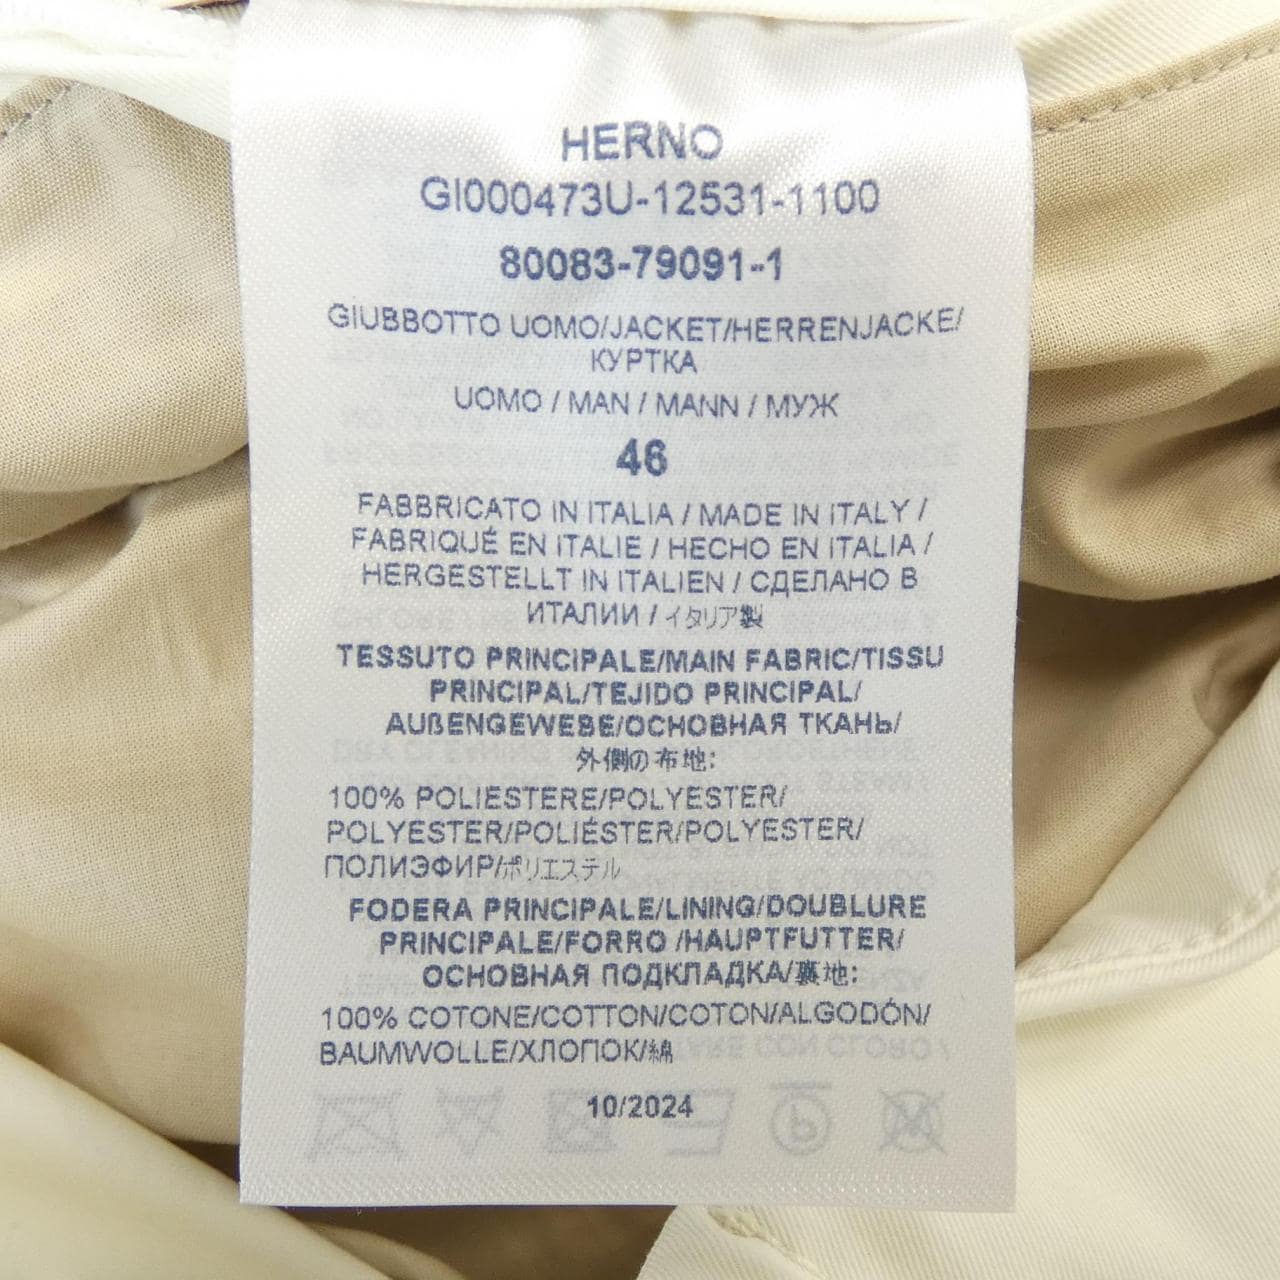 HERNO
GI000473U-12531-1100
80083-79091-1
GIUBBOTTO UOMO/JACKET/HERRENJACKE/
КУРТКА
UOMO / MAN / MANN / МУЖ
46
FABBRICATO IN ITALIA / MADE IN ITALY /
FABRIQUÉ EN ITALIE / HECHO EN ITALIA /
HERGESTELLT IN ITALIEN / СДЕЛАНО В
ИТАЛИИ / イタリア製
TESSUTO PRINCIPALE/MAIN FABRIC/TISSU
PRINCIPAL/TEJIDO PRINCIPAL/
AUßENGEWEBE/ОСНОВНАЯ ТКАНЬ/
外側の布地:
100% POLIESTERE/POLYESTER/
POLYESTER/POLIÉSTER/POLYESTER/
ПОЛИЭФИР/ポリエステル
FODERA PRINCIPALE/LINING/DOUBLURE
PRINCIPALE/FORRO /HAUPTFUTTER/
ОСНОВНАЯ ПОДКЛАДКА/裏地:
100% COTONE/COTTON/COTON/ALGODÓN/
BAUMWOLLE/ХЛОПОК/綿
10/2024